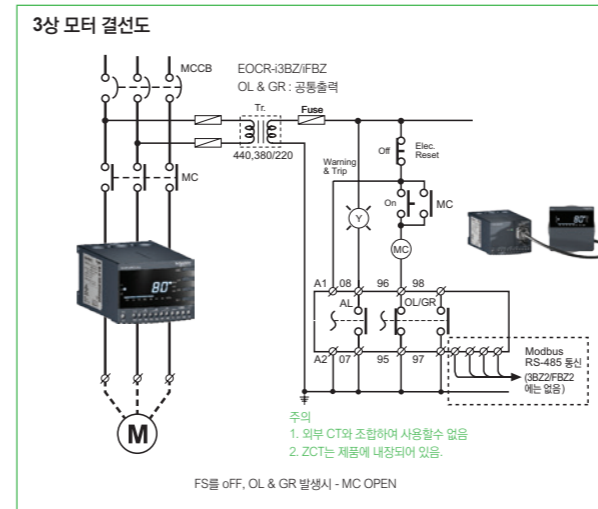 3상 모터 결선도
MCCB
EOCR-i3BZ/iFBZ
OL & GR : 공통출력
Tr.
Fuse
440,380/220
Off
Elec.
Reset
Warning
& Trip
MC
On
MC
Y
MC
80
80
A1 08 96 98
AL
OL/GR
A2 07 95 97
Modbus
RS-485 통신
(3BZ2/FBZ2
에는 없음)
M
주의
1. 외부 CT와 조합하여 사용할수 없음
2. ZCT는 제품에 내장되어 있음.
FS를 oFF, OL & GR 발생시 - MC OPEN